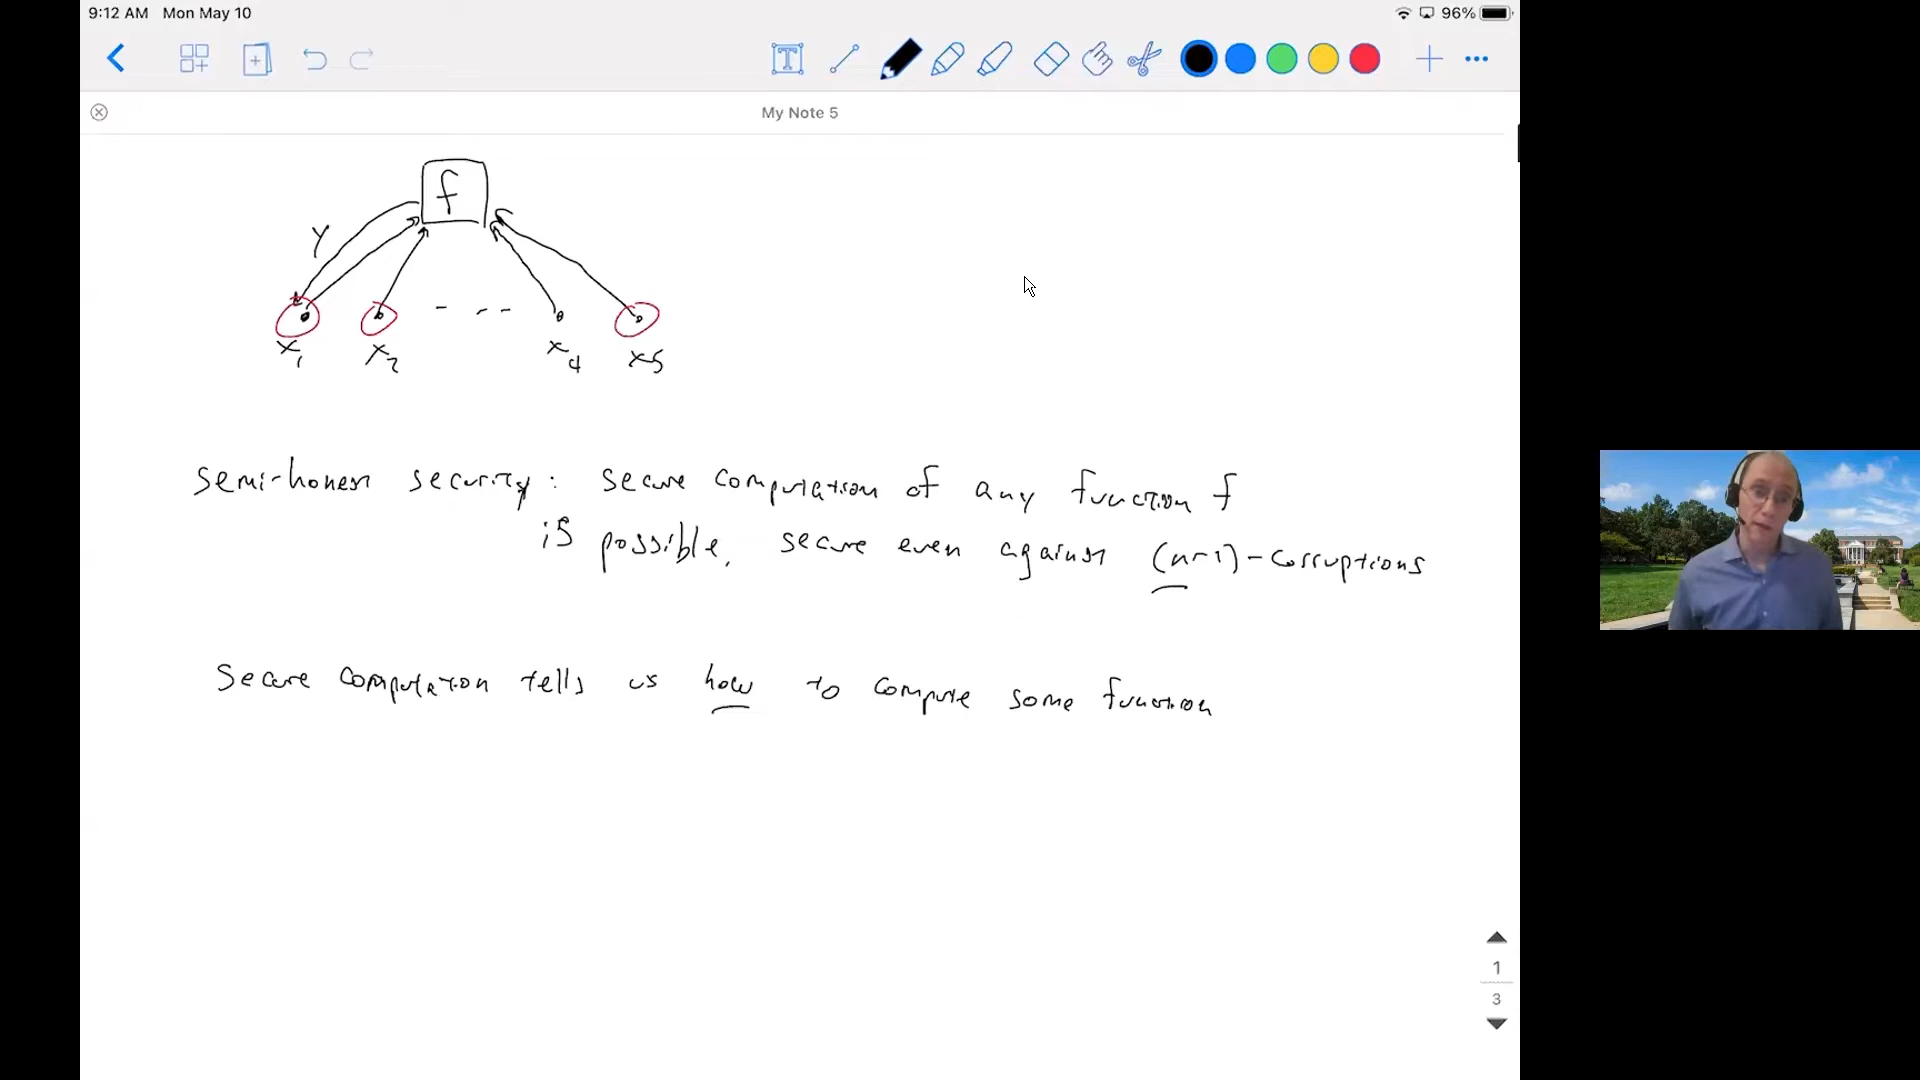 9:12 AM Mon May 10
96%
My Note 5
f
y
x1 x2 - -- x4 x5
semi-honest security: secure computation of any function f
is possible, secure even against (n-1)-corruptions
Secure computation tells us how to compute some function
1
3